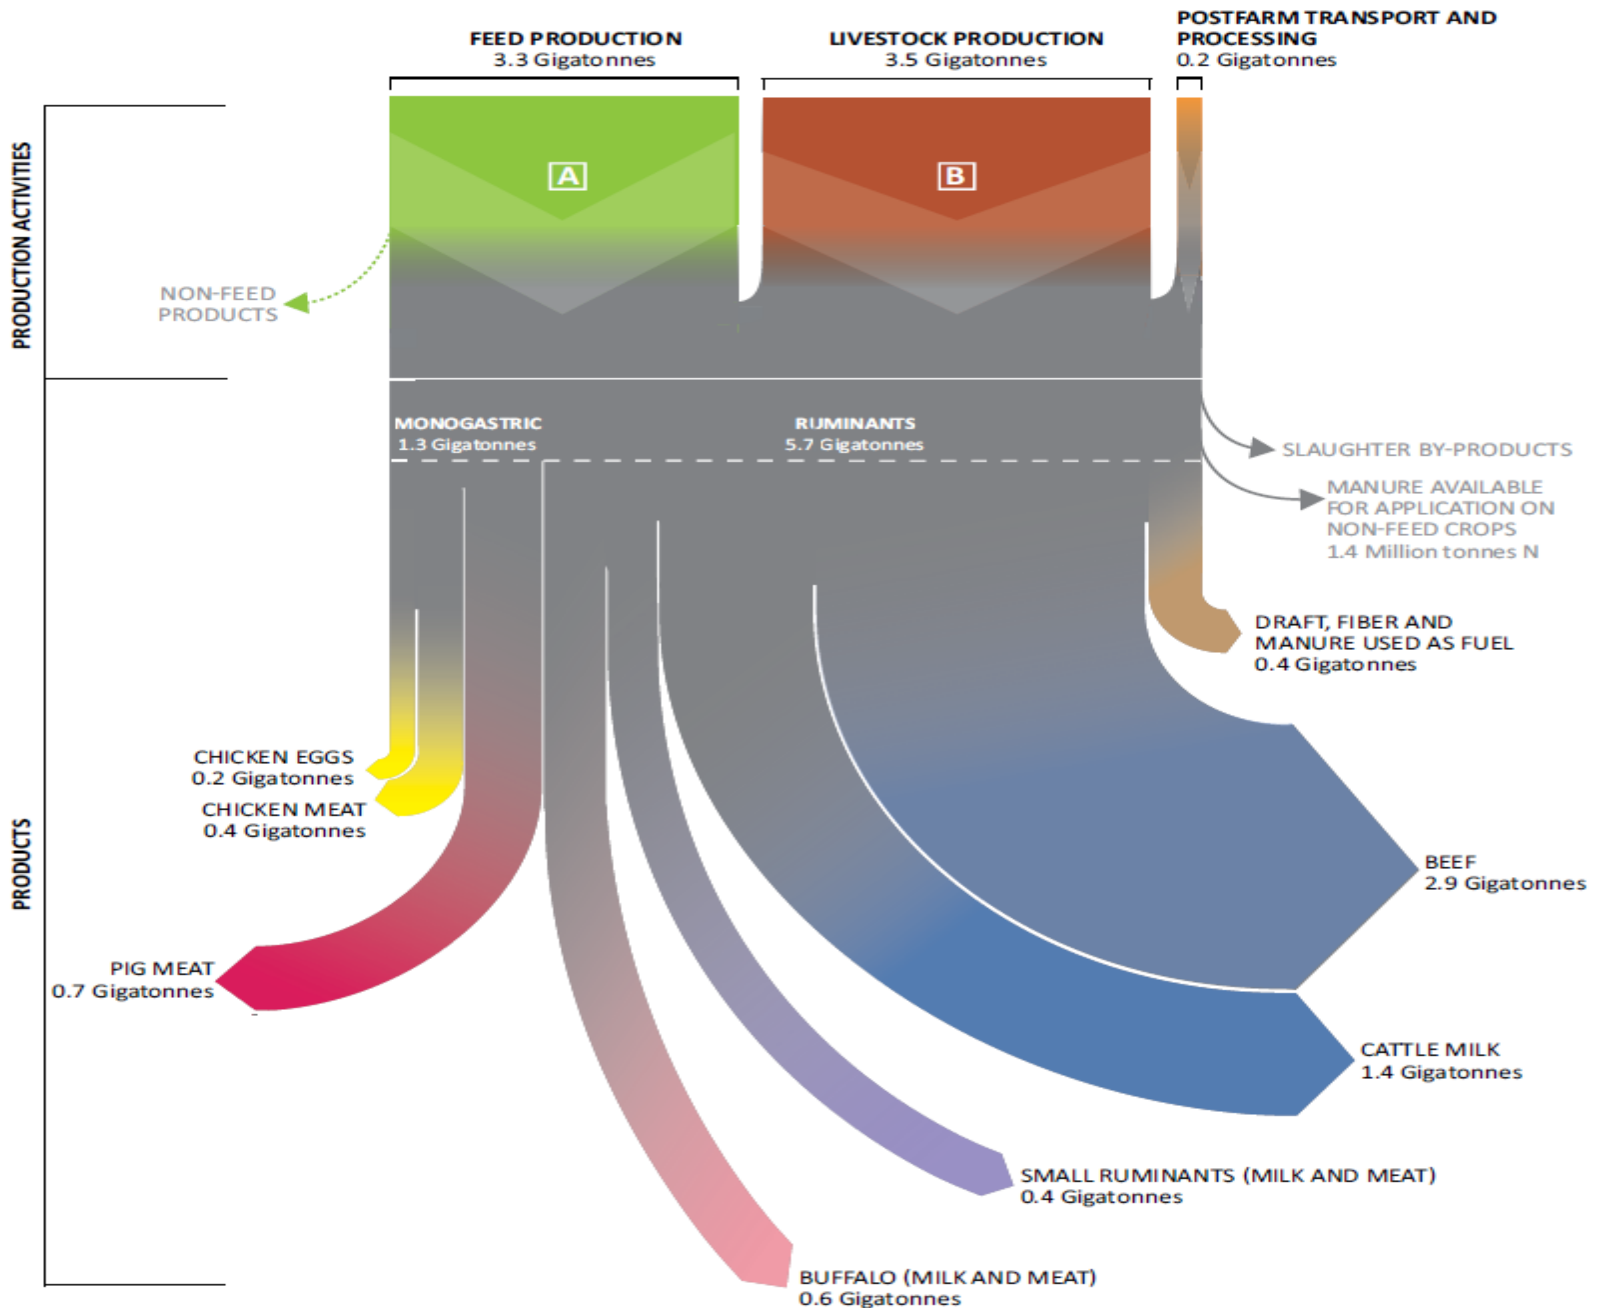 FEED PRODUCTION
3.3 Gigatonnes
LIVESTOCK PRODUCTION
3.5 Gigatonnes
POSTFARM TRANSPORT AND
PROCESSING
0.2 Gigatonnes
PRODUCTION ACTIVITIES
A
B
NON-FEED
PRODUCTS
MONOGASTRIC
1.3 Gigatonnes
RUMINANTS
5.7 Gigatonnes
SLAUGHTER BY-PRODUCTS
MANURE AVAILABLE
FOR APPLICATION ON
NON-FEED CROPS
1.4 Million tonnes N
DRAFT, FIBER AND
MANURE USED AS FUEL
0.4 Gigatonnes
PRODUCTS
CHICKEN EGGS
0.2 Gigatonnes
CHICKEN MEAT
0.4 Gigatonnes
BEEF
2.9 Gigatonnes
PIG MEAT
0.7 Gigatonnes
CATTLE MILK
1.4 Gigatonnes
SMALL RUMINANTS (MILK AND MEAT)
0.4 Gigatonnes
BUFFALO (MILK AND MEAT)
0.6 Gigatonnes